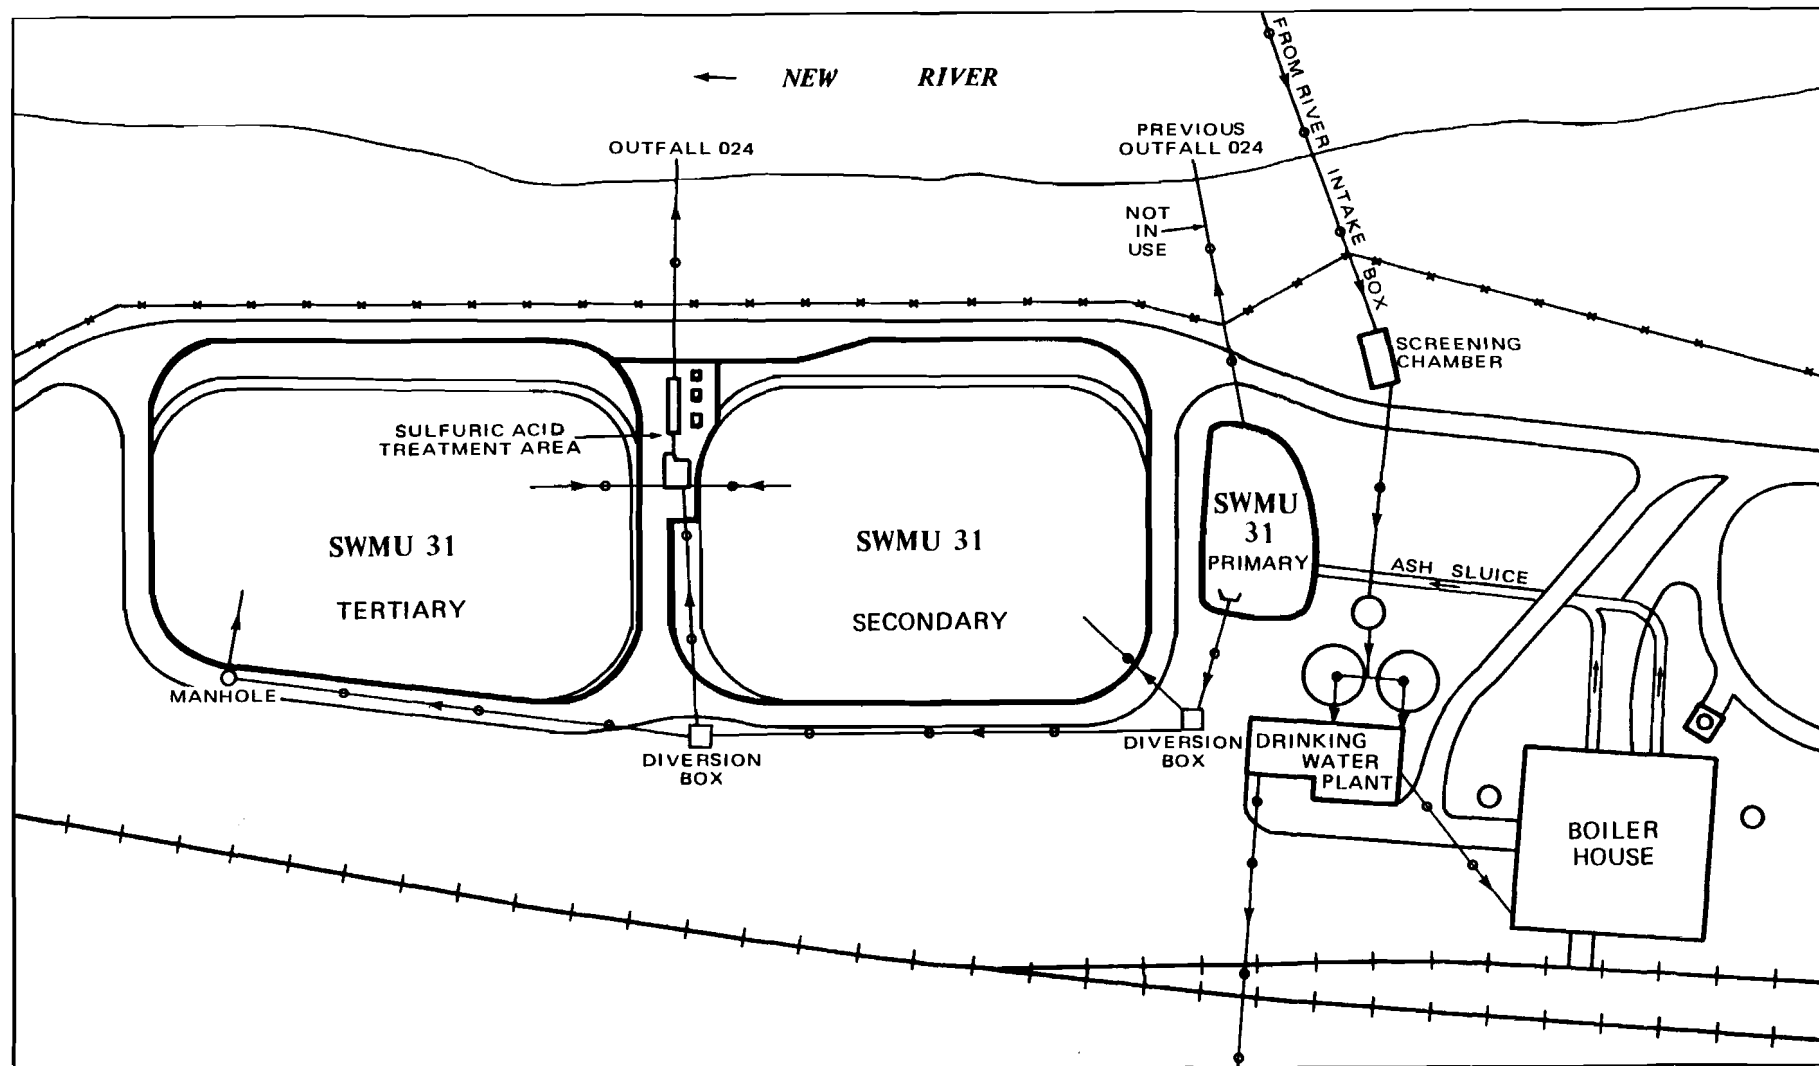 NEW RIVER
FROM RIVER INTAKE BOX
OUTFALL 024
PREVIOUS
OUTFALL 024
NOT
IN
USE
SCREENING
CHAMBER
SULFURIC ACID
TREATMENT AREA
SWMU 31
TERTIARY
SWMU 31
SECONDARY
SWMU
31
PRIMARY
ASH SLUICE
MANHOLE
DIVERSION
BOX
DIVERSION
BOX
DRINKING
WATER
PLANT
BOILER
HOUSE